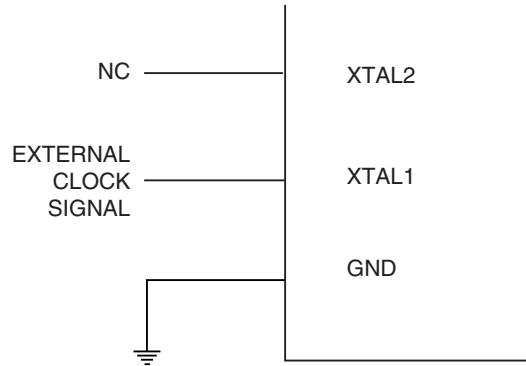 NC
XTAL2
EXTERNAL
CLOCK
SIGNAL
XTAL1
GND